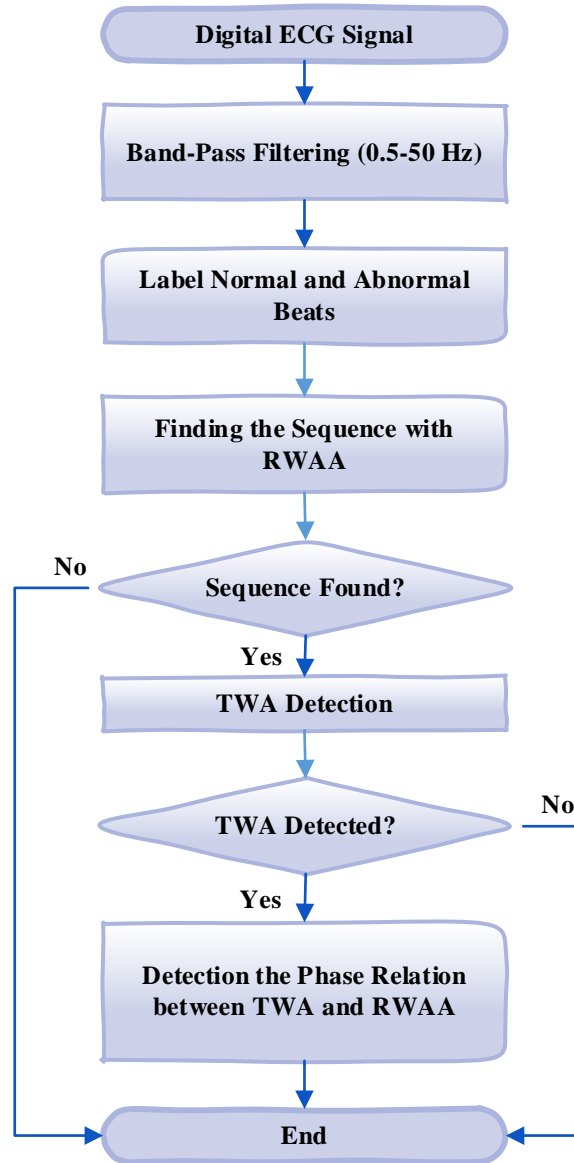 Digital ECG Signal
Band-Pass Filtering (0.5-50 Hz)
Label Normal and Abnormal
Beats
Finding the Sequence with
RWAA
No
Sequence Found?
Yes
TWA Detection
No
TWA Detected?
Yes
Detection the Phase Relation
between TWA and RWAA
End